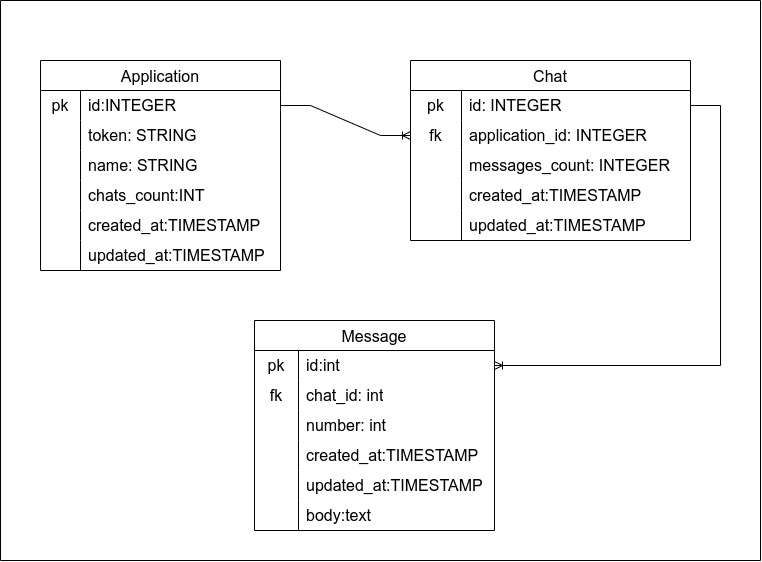 Application
pk id:INTEGER
token: STRING
name: STRING
chats_count:INT
created_at:TIMESTAMP
updated_at:TIMESTAMP
Chat
pk id: INTEGER
fk application_id: INTEGER
messages_count: INTEGER
created_at:TIMESTAMP
updated_at:TIMESTAMP
Message
pk id:int
fk chat_id: int
number: int
created_at:TIMESTAMP
updated_at:TIMESTAMP
body:text